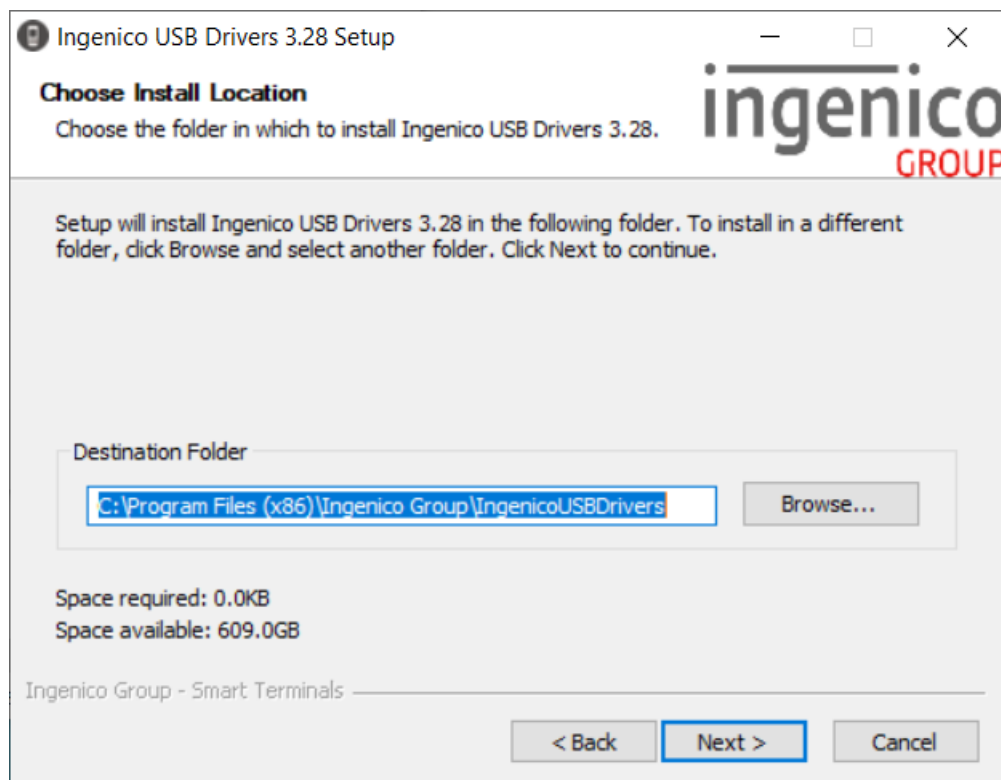 Ingenico USB Drivers 3.28 Setup
Choose Install Location
Choose the folder in which to install Ingenico USB Drivers 3.28.
ingenico
GROUP
Setup will install Ingenico USB Drivers 3.28 in the following folder. To install in a different
folder, click Browse and select another folder. Click Next to continue.
Destination Folder
C:\Program Files (x86)\Ingenico Group\IngenicoUSBDrivers
Browse...
Space required: 0.0KB
Space available: 609.0GB
Ingenico Group - Smart Terminals
< Back
Next >
Cancel